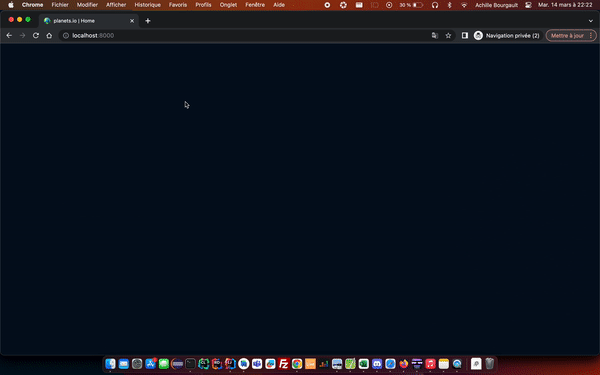 Chrome Fichier Modifier Afficher Historique Favoris Profils Onglet Fenêtre Aide 30 % Achille Bourgault Mar. 14 mars à 22:22
planets.io | Home
localhost:8000 Navigation privée (2) Mettre à jour